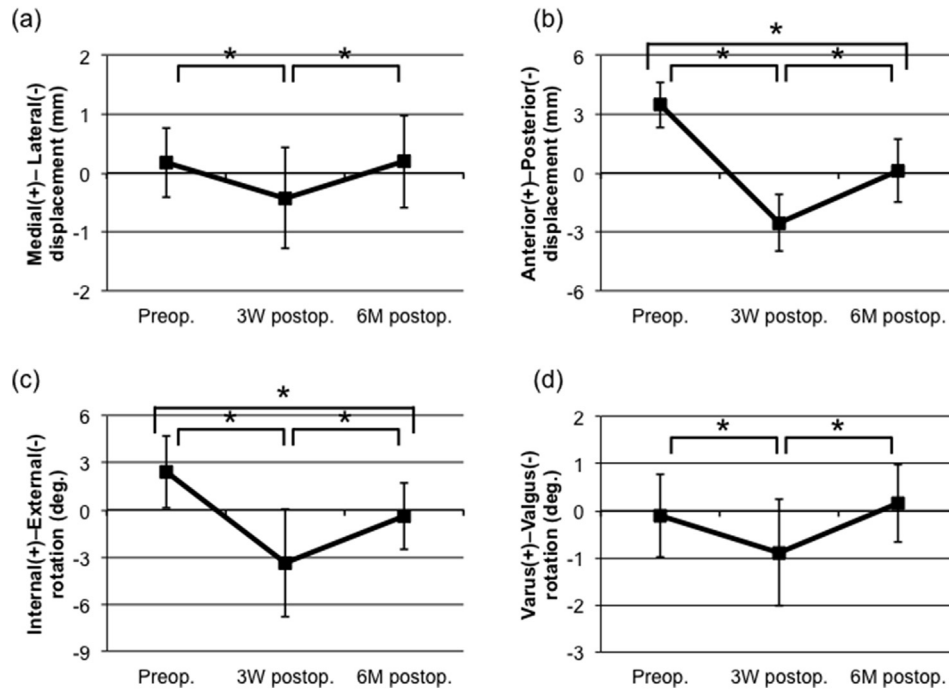 (a)
Medial(+)–Lateral(-)
displacement (mm)
2
1
0
-1
-2
*
*
Preop.
3W postop.
6M postop.
(b)
Anterior(+)–Posterior(-)
displacement (mm)
6
3
0
-3
-6
*
*
*
Preop.
3W postop.
6M postop.
(c)
Internal(+)–External(-)
rotation (deg.)
6
3
0
-3
-6
-9
*
*
*
Preop.
3W postop.
6M postop.
(d)
Varus(+)–Valgus(-)
rotation (deg.)
2
1
0
-1
-2
-3
*
*
Preop.
3W postop.
6M postop.